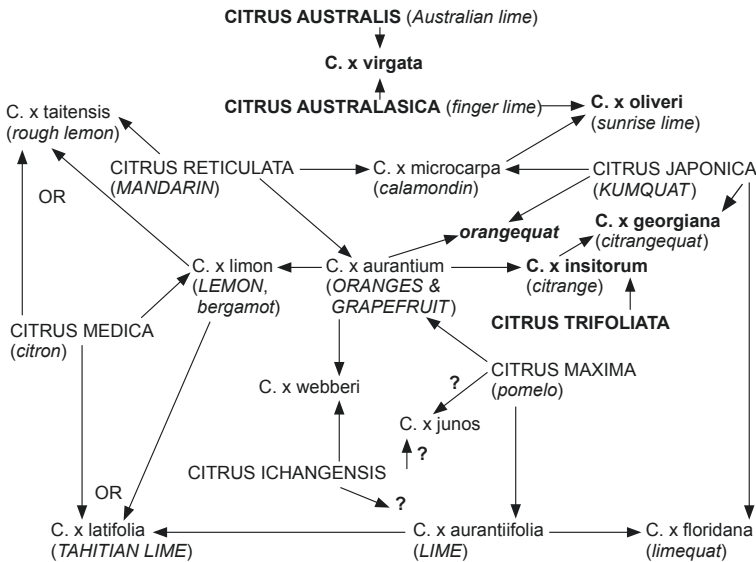 CITRUS AUSTRALIS (Australian lime)
C. x virgata
CITRUS AUSTRALASICA (finger lime)
C. x oliveri
(sunrise lime)
C. x taitensis
(rough lemon)
CITRUS RETICULATA
(MANDARIN)
C. x microcarpa
(calamondin)
CITRUS JAPONICA
(KUMQUAT)
OR
orangequat
C. x georgiana
(citrangequat)
C. x limon
(LEMON,
bergamot)
C. x aurantium
(ORANGES &
GRAPEFRUIT)
C. x insitorum
(citrange)
CITRUS MEDICA
(citron)
CITRUS TRIFOLIATA
C. x webberi
CITRUS MAXIMA
(pomelo)
?
C. x junos
?
CITRUS ICHANGENSIS
?
OR
C. x latifolia
(TAHITIAN LIME)
C. x aurantiifolia
(LIME)
C. x floridana
(limequat)